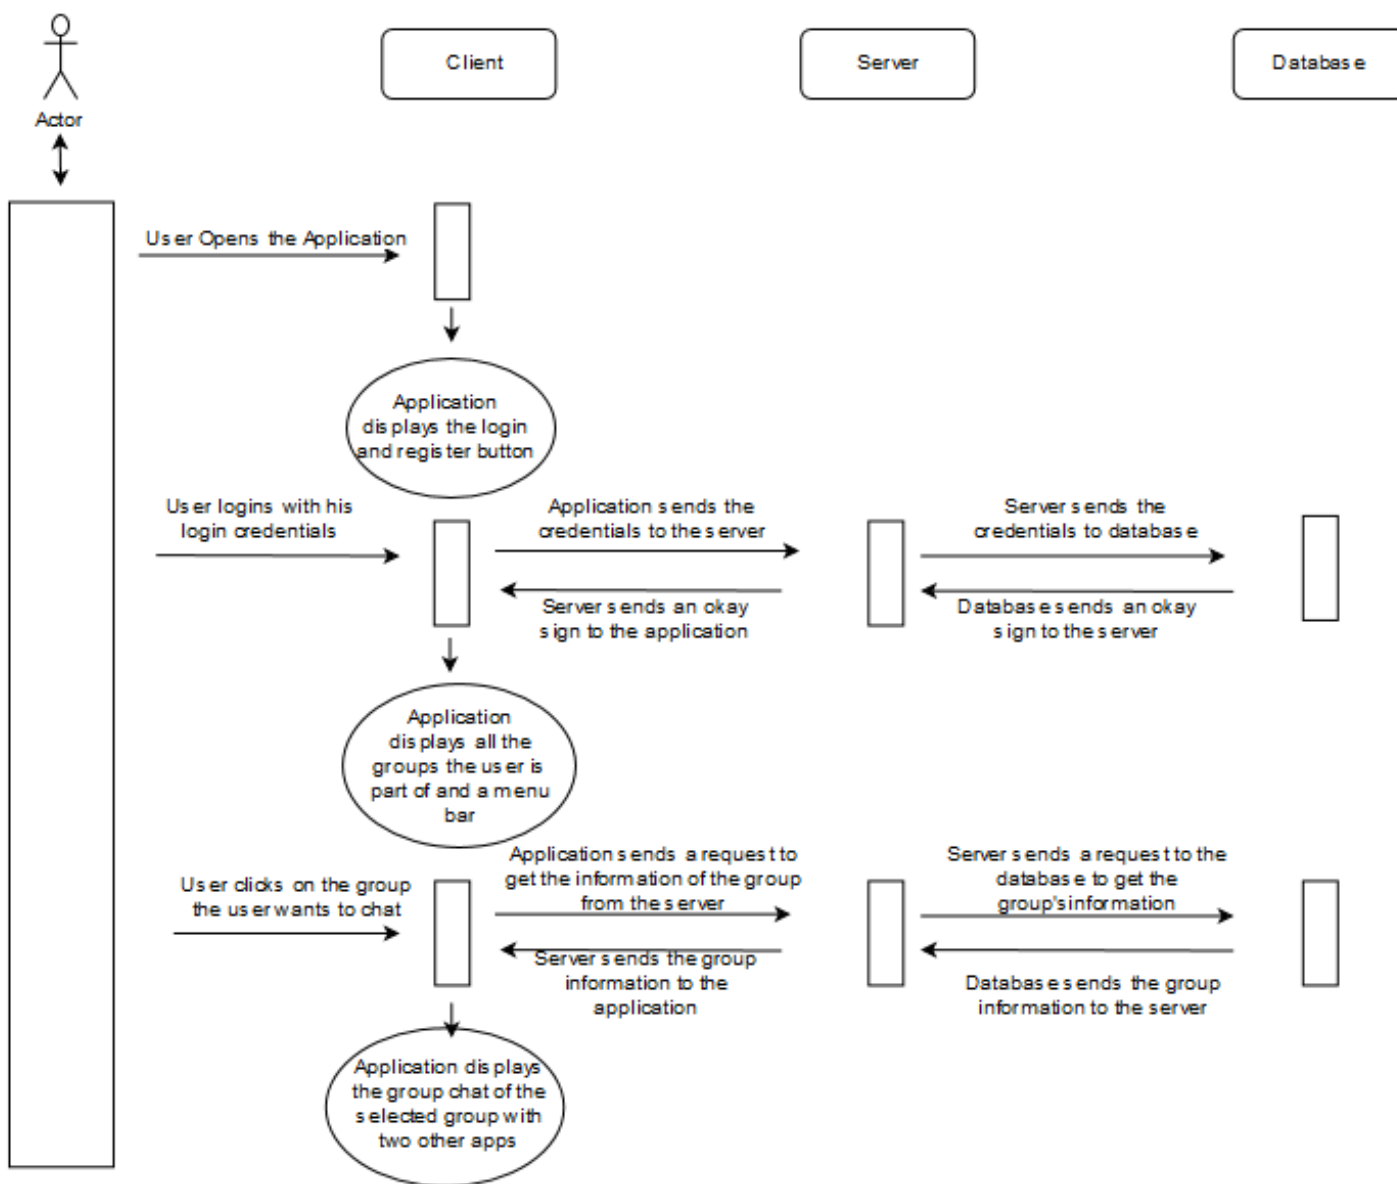 Actor
Client
Server
Database
User Opens the Application
Application
displays the login
and register button
User logins with his
login credentials
Application sends the
credentials to the server
Server sends the
credentials to database
Server sends an okay
sign to the application
Database sends an okay
sign to the server
Application
displays all the
groups the user is
part of and a menu
bar
User clicks on the group
the user wants to chat
Application sends a request to
get the information of the group
from the server
Server sends a request to the
database to get the
group's information
Server sends the group
information to the
application
Database sends the group
information to the server
Application displays
the group chat of the
selected group with
two other apps